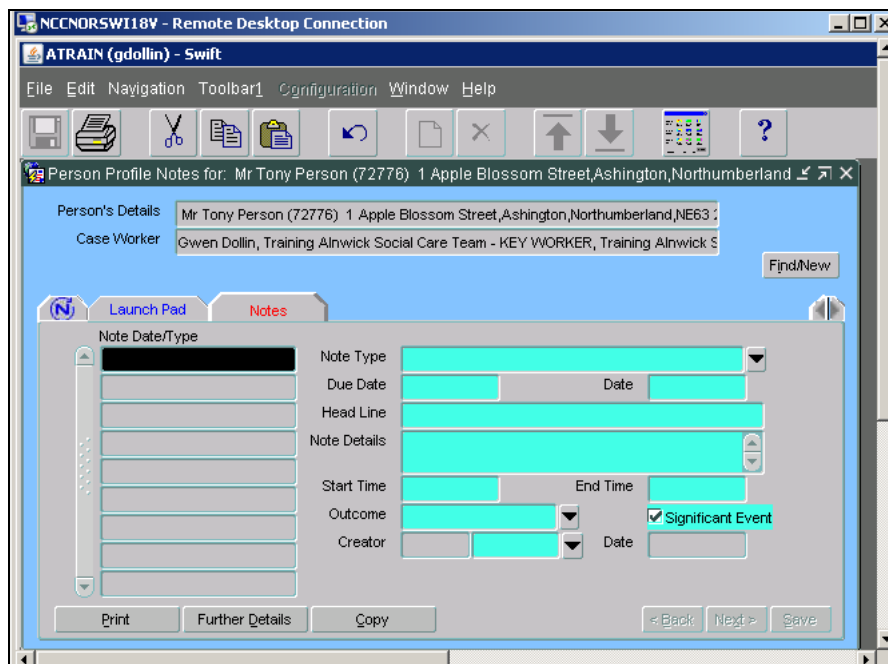 NCCNORSWI18V - Remote Desktop Connection
ATRAIN (gdollin) - Swift
File Edit Navigation Toolbar1 Configuration Window Help
?
Person Profile Notes for: Mr Tony Person (72776) 1 Apple Blossom Street,Ashington,Northumberland
Person's Details Mr Tony Person (72776) 1 Apple Blossom Street,Ashington,Northumberland,NE63
Case Worker Gwen Dollin, Training Alnwick Social Care Team - KEY WORKER, Training Alnwick S
Find/New
N Launch Pad Notes
Note Date/Type
Note Type
Due Date Date
Head Line
Note Details
Start Time End Time
Outcome Significant Event
Creator Date
Print Further Details Copy < Back Next > Save